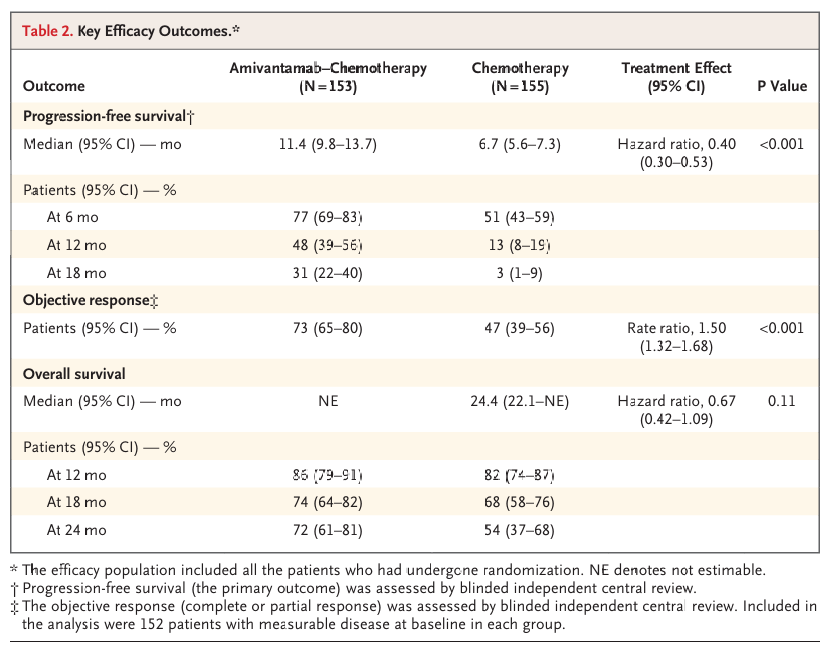 Table 2. Key Efficacy Outcomes.*
Outcome Amivantamab–Chemotherapy (N=153) Chemotherapy (N=155) Treatment Effect (95% CI) P Value
Progression-free survival†
Median (95% CI) — mo 11.4 (9.8–13.7) 6.7 (5.6–7.3) Hazard ratio, 0.40 (0.30–0.53) <0.001
Patients (95% CI) — %
At 6 mo 77 (69–83) 51 (43–59)
At 12 mo 48 (39–56) 13 (8–19)
At 18 mo 31 (22–40) 3 (1–9)
Objective response‡
Patients (95% CI) — % 73 (65–80) 47 (39–56) Rate ratio, 1.50 (1.32–1.68) <0.001
Overall survival
Median (95% CI) — mo NE 24.4 (22.1–NE) Hazard ratio, 0.67 (0.42–1.09) 0.11
Patients (95% CI) — %
At 12 mo 86 (79–91) 82 (74–87)
At 18 mo 74 (64–82) 68 (58–76)
At 24 mo 72 (61–81) 54 (37–68)
* The efficacy population included all the patients who had undergone randomization. NE denotes not estimable.
† Progression-free survival (the primary outcome) was assessed by blinded independent central review.
‡ The objective response (complete or partial response) was assessed by blinded independent central review. Included in
the analysis were 152 patients with measurable disease at baseline in each group.